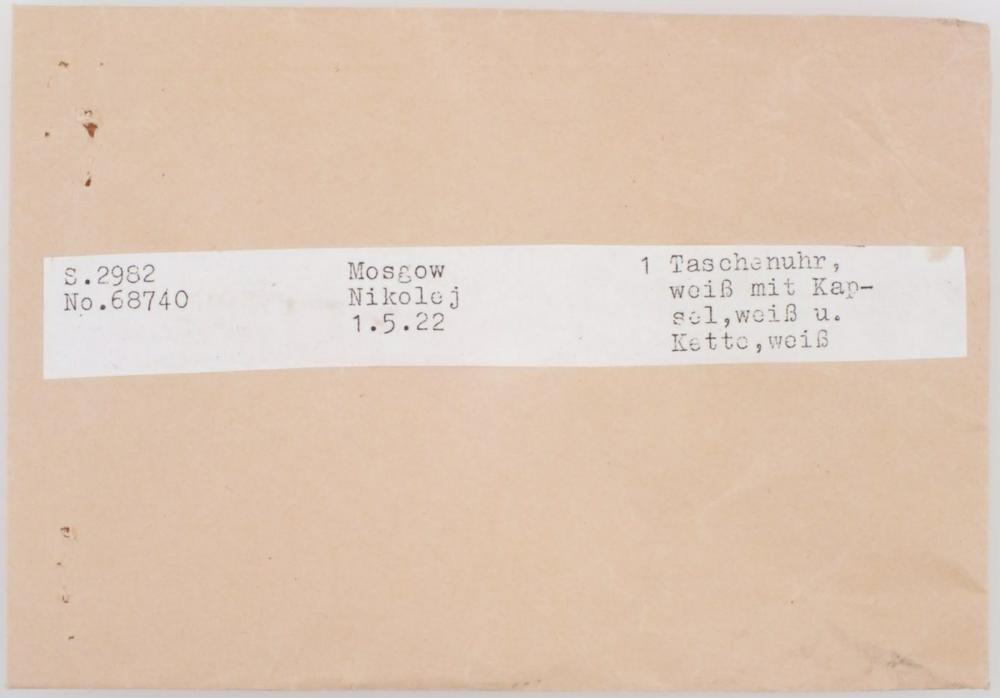 S.2982
No.68740
Mosgow
Nikolej
1.5.22
1 Taschenuhr,
weiß mit Kap-
sel,weiß u.
Kette,weiß